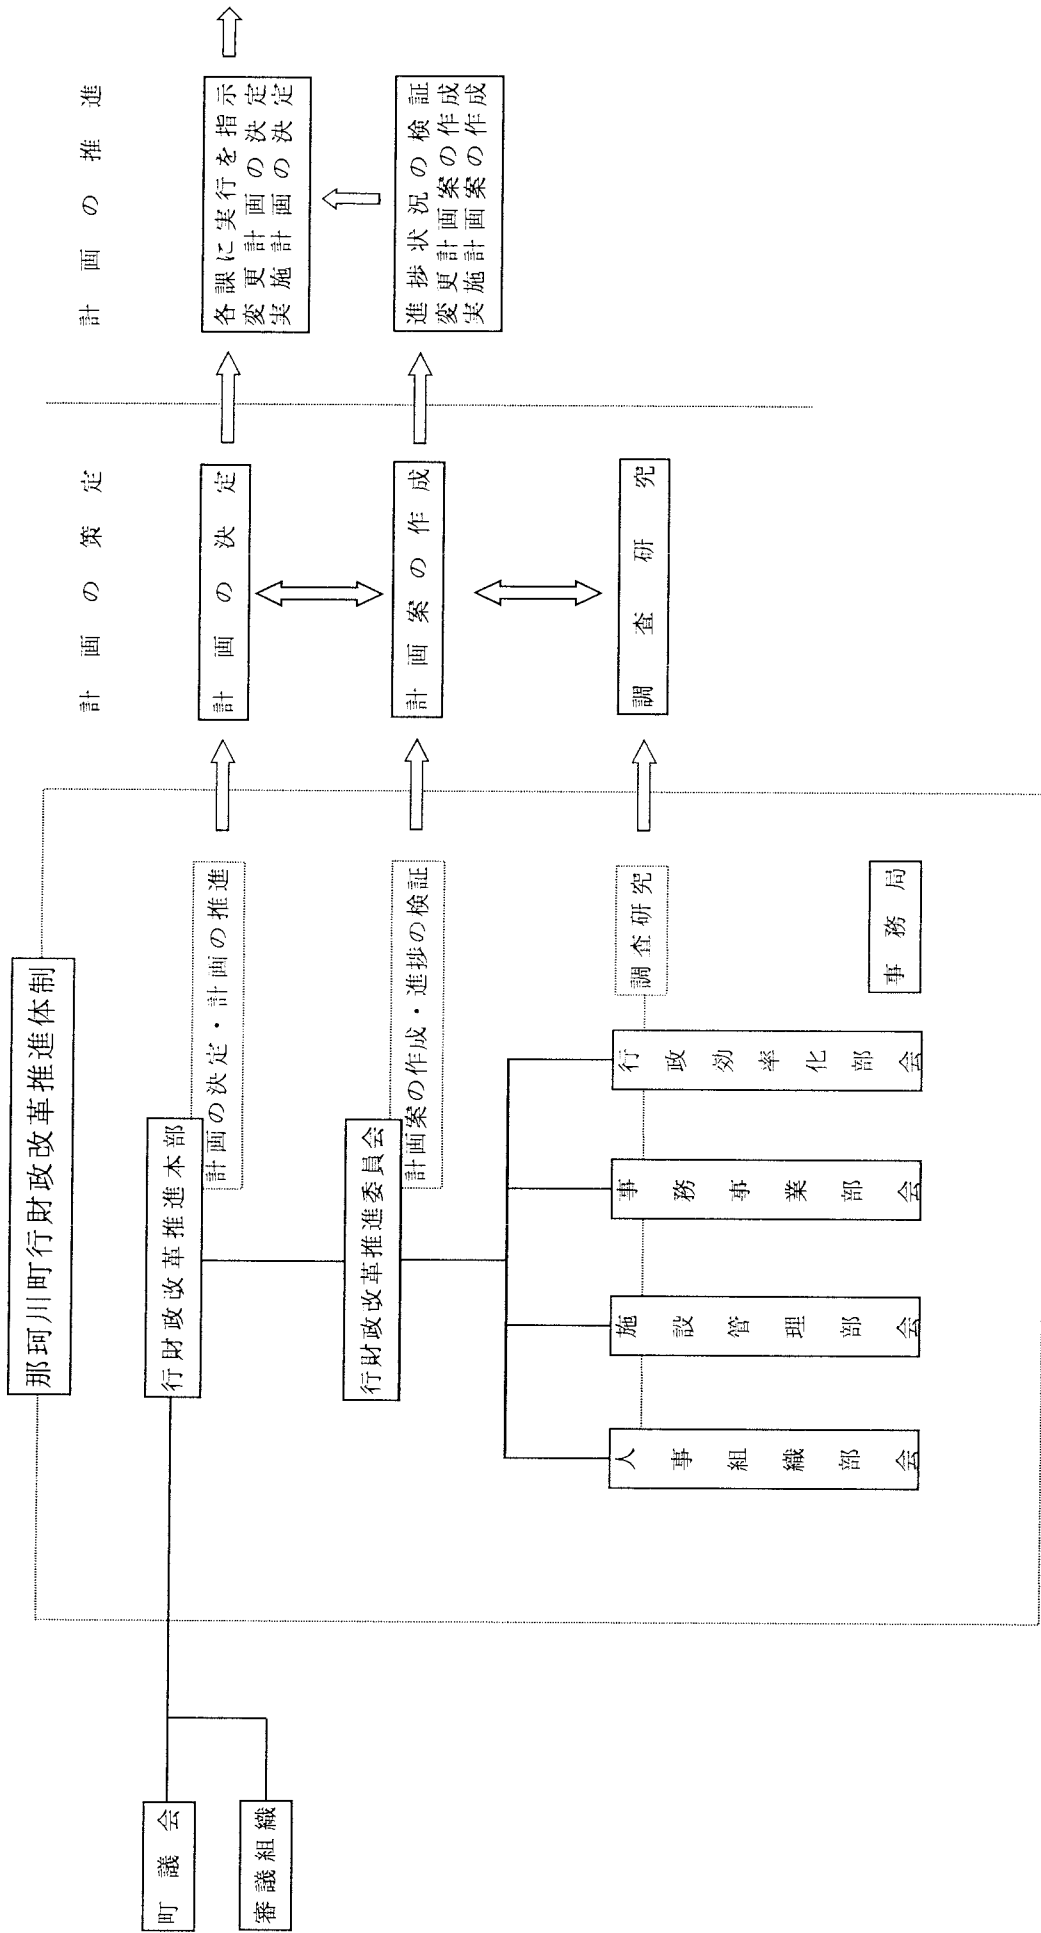 那珂川町行財政改革推進体制
計画の策定
計画の推進
町議会
審議組織
行財政改革推進本部
計画の決定・計画の推進
計画の決定
各課に実行を指示
変更計画の決定
実施計画の決定
行財政改革推進委員会
計画案の作成・進捗の検証
計画案の作成
進捗状況の検証
変更計画案の作成
実施計画案の作成
人事組織部会
施設管理部会
事務事業部会
行政効率化部会
調査研究
調査研究
事務局